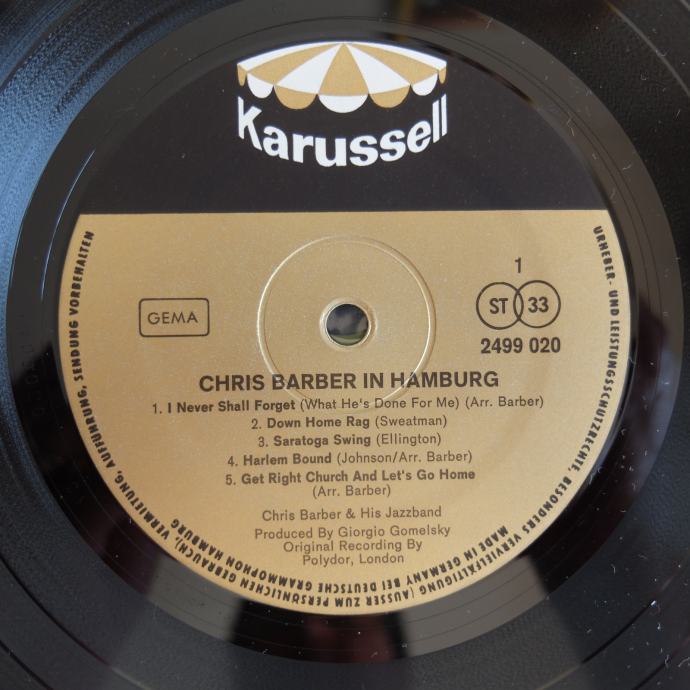 Karussell
GEMA
1
ST 33
2499 020
CHRIS BARBER IN HAMBURG
1. I Never Shall Forget (What He's Done For Me) (Arr. Barber)
2. Down Home Rag (Sweatman)
3. Saratoga Swing (Ellington)
4. Harlem Bound (Johnson/Arr. Barber)
5. Get Right Church And Let's Go Home
(Arr. Barber)
Chris Barber & His Jazzband
Produced By Giorgio Gomelsky
Original Recording By
Polydor, London
URHEBER- UND LEISTUNGSSCHUTZRECHTE, BESONDERS VERVIELFÄLTIGUNG (AUSSER ZUM PERSÖNLICHEN GEBRAUCH), VERMIETUNG, AUFFÜHRUNG, SENDUNG VORBEHALTEN
MADE IN GERMANY BEI DEUTSCHE GRAMMOPHON HAMBURG